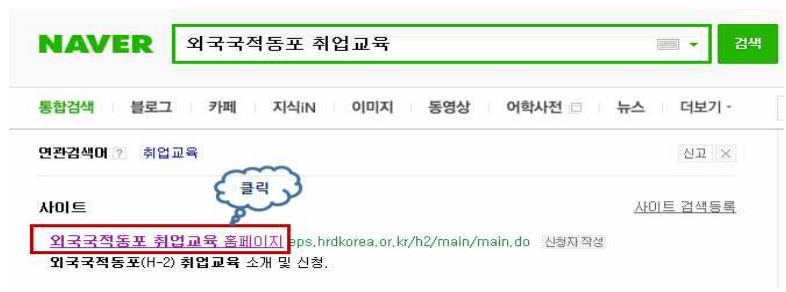 NAVER 외국국적동포 취업교육 검색
통합검색 블로그 카페 지식iN 이미지 동영상 어학사전 뉴스 더보기
연관검색어 ? 취업교육 신고 ×
클릭
사이트 사이트 검색등록
외국국적동포 취업교육 홈페이지 eps.hrdkorea.or.kr/h2/main/main.do 신청자 작성
외국국적동포(H-2) 취업교육 소개 및 신청.